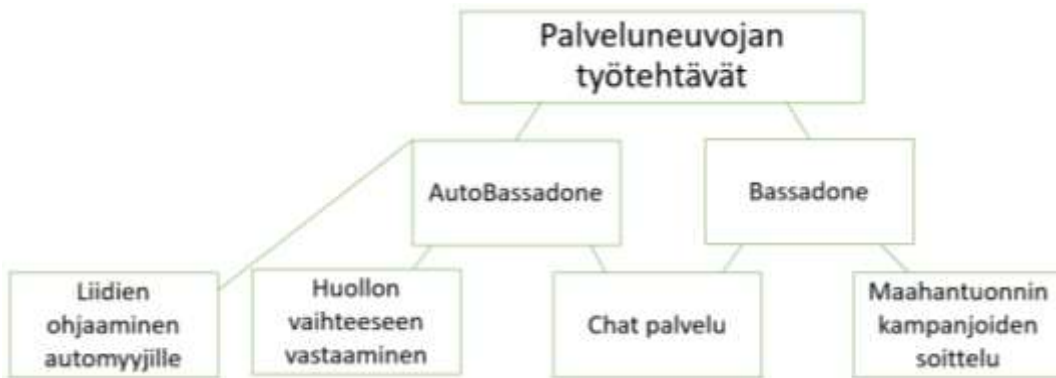 Palveluneuvojan
työtehtävät
AutoBassadone
Bassadone
Liidien
ohjaaminen
automyyjille
Huollon
vaihteeseen
vastaaminen
Chat palvelu
Maahantuonnin
kampanjoiden
soittelu